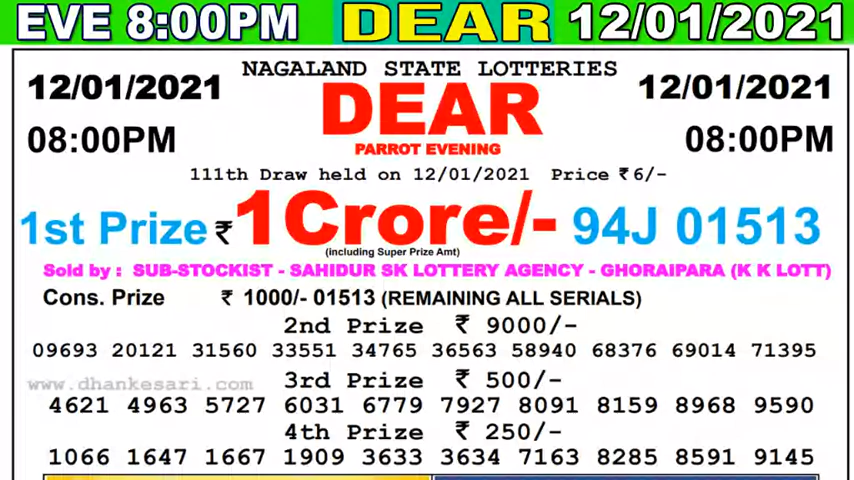 EVE 8:00PM DEAR 12/01/2021
NAGALAND STATE LOTTERIES
12/01/2021 DEAR 12/01/2021
08:00PM PARROT EVENING 08:00PM
111th Draw held on 12/01/2021 Price ₹6/-
1st Prize ₹1Crore/- 94J 01513
(including Super Prize Amt)
Sold by : SUB-STOCKIST - SAHIDUR SK LOTTERY AGENCY - GHORAIPARA (K K LOTT)
Cons. Prize ₹ 1000/- 01513 (REMAINING ALL SERIALS)
2nd Prize ₹ 9000/-
09693 20121 31560 33551 34765 36563 58940 68376 69014 71395
www.dhankesari.com 3rd Prize ₹ 500/-
4621 4963 5727 6031 6779 7927 8091 8159 8968 9590
4th Prize ₹ 250/-
1066 1647 1667 1909 3633 3634 7163 8285 8591 9145